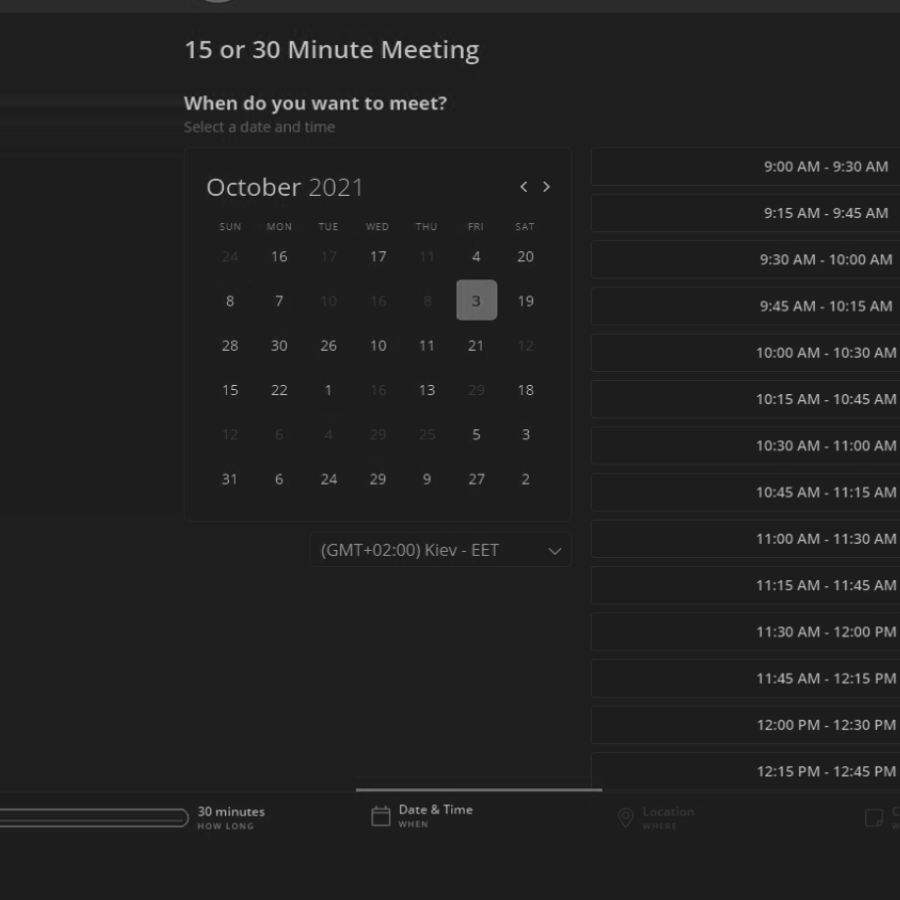 15 or 30 Minute Meeting
When do you want to meet?
Select a date and time
October 2021
SUN MON TUE WED THU FRI SAT
24 16 17 17 11 4 20
8 7 10 16 8 3 19
28 30 26 10 11 21 12
15 22 1 16 13 29 18
12 6 4 29 25 5 3
31 6 24 29 9 27 2
(GMT+02:00) Kiev - EET
9:00 AM - 9:30 AM
9:15 AM - 9:45 AM
9:30 AM - 10:00 AM
9:45 AM - 10:15 AM
10:00 AM - 10:30 AM
10:15 AM - 10:45 AM
10:30 AM - 11:00 AM
10:45 AM - 11:15 AM
11:00 AM - 11:30 AM
11:15 AM - 11:45 AM
11:30 AM - 12:00 PM
11:45 AM - 12:15 PM
12:00 PM - 12:30 PM
12:15 PM - 12:45 PM
30 minutes
HOW LONG
Date & Time
WHEN
Location
WHERE